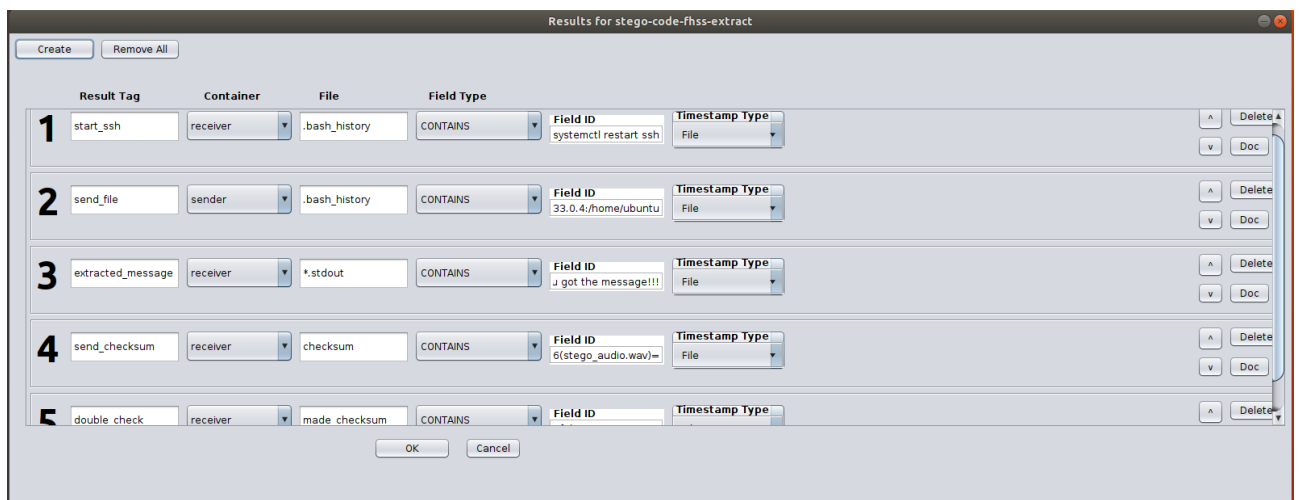 Results for stego-code-fhss-extract
Create Remove All
Result Tag Container File Field Type
1 start_ssh receiver .bash_history CONTAINS Field ID systemctl restart ssh Timestamp Type File ^ v Delete Doc
2 send_file sender .bash_history CONTAINS Field ID 33.0.4:/home/ubuntu Timestamp Type File ^ v Delete Doc
3 extracted_message receiver *.stdout CONTAINS Field ID u got the message!!! Timestamp Type File ^ v Delete Doc
4 send_checksum receiver checksum CONTAINS Field ID 6(stego_audio.wav)= Timestamp Type File ^ v Delete Doc
5 double_check receiver made_checksum CONTAINS Field ID Timestamp Type ^ Delete
OK Cancel